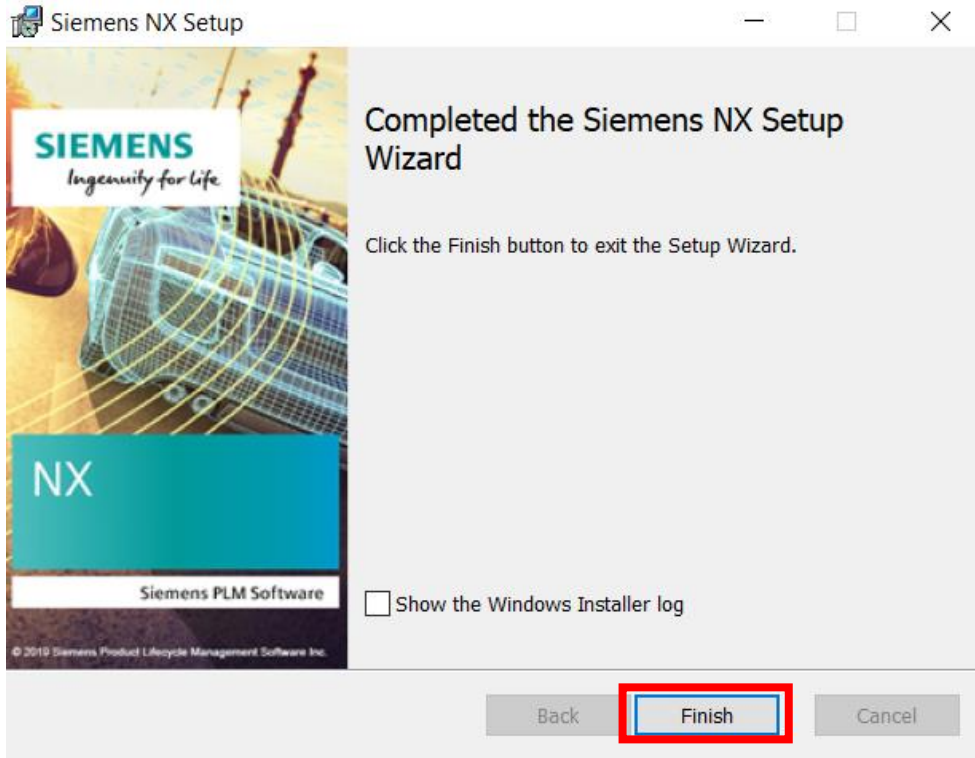 Siemens NX Setup
SIEMENS
Ingenuity for Life
Completed the Siemens NX Setup
Wizard
Click the Finish button to exit the Setup Wizard.
NX
Siemens PLM Software
Show the Windows Installer log
© 2019 Siemens Product Lifecycle Management Software Inc.
Back
Finish
Cancel